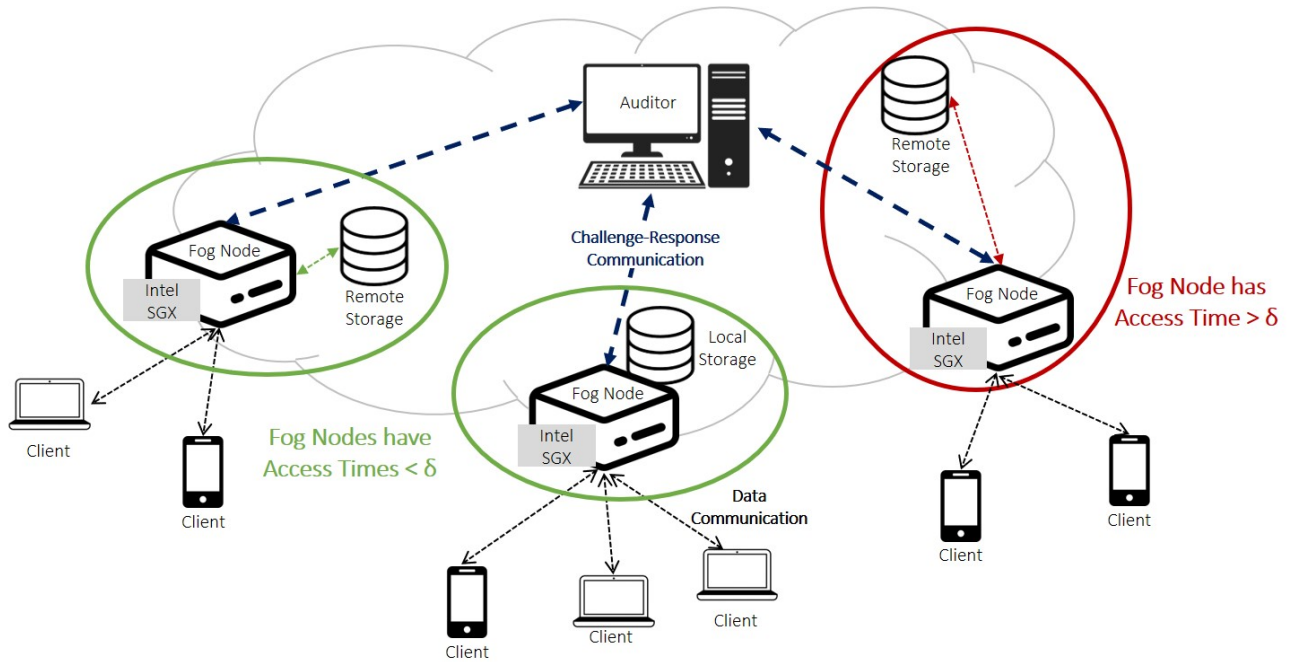 Auditor
Remote
Storage
Fog Node
Intel
SGX
Remote
Storage
Challenge-Response
Communication
Fog Node
Intel
SGX
Fog Node has
Access Time > δ
Local
Storage
Fog Node
Intel
SGX
Client
Client
Fog Nodes have
Access Times < δ
Data
Communication
Client
Client
Client
Client
Client